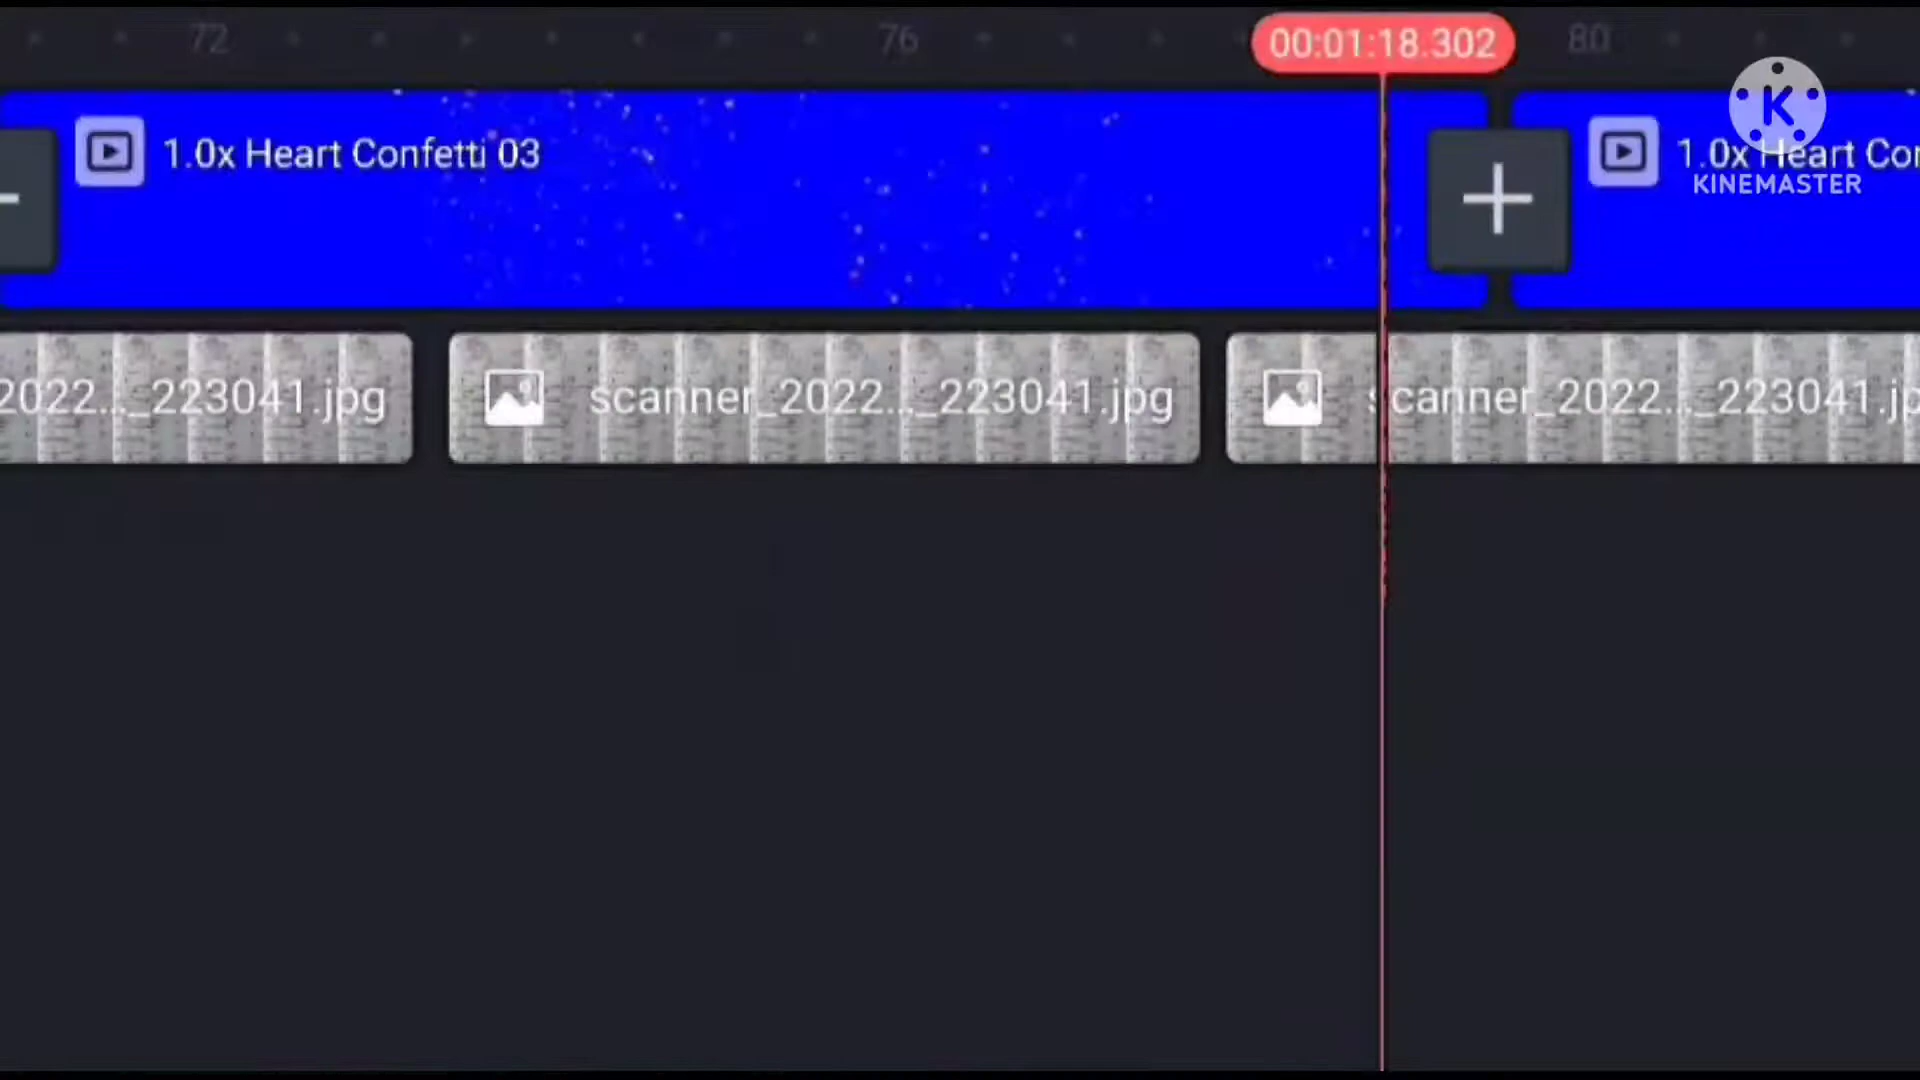 72 76 00:01:18.302 80
1.0x Heart Confetti 03
1.0x Heart Con
K
KINEMASTER
2022..._223041.jpg
scanner_2022..._223041.jpg
scanner_2022..._223041.jp